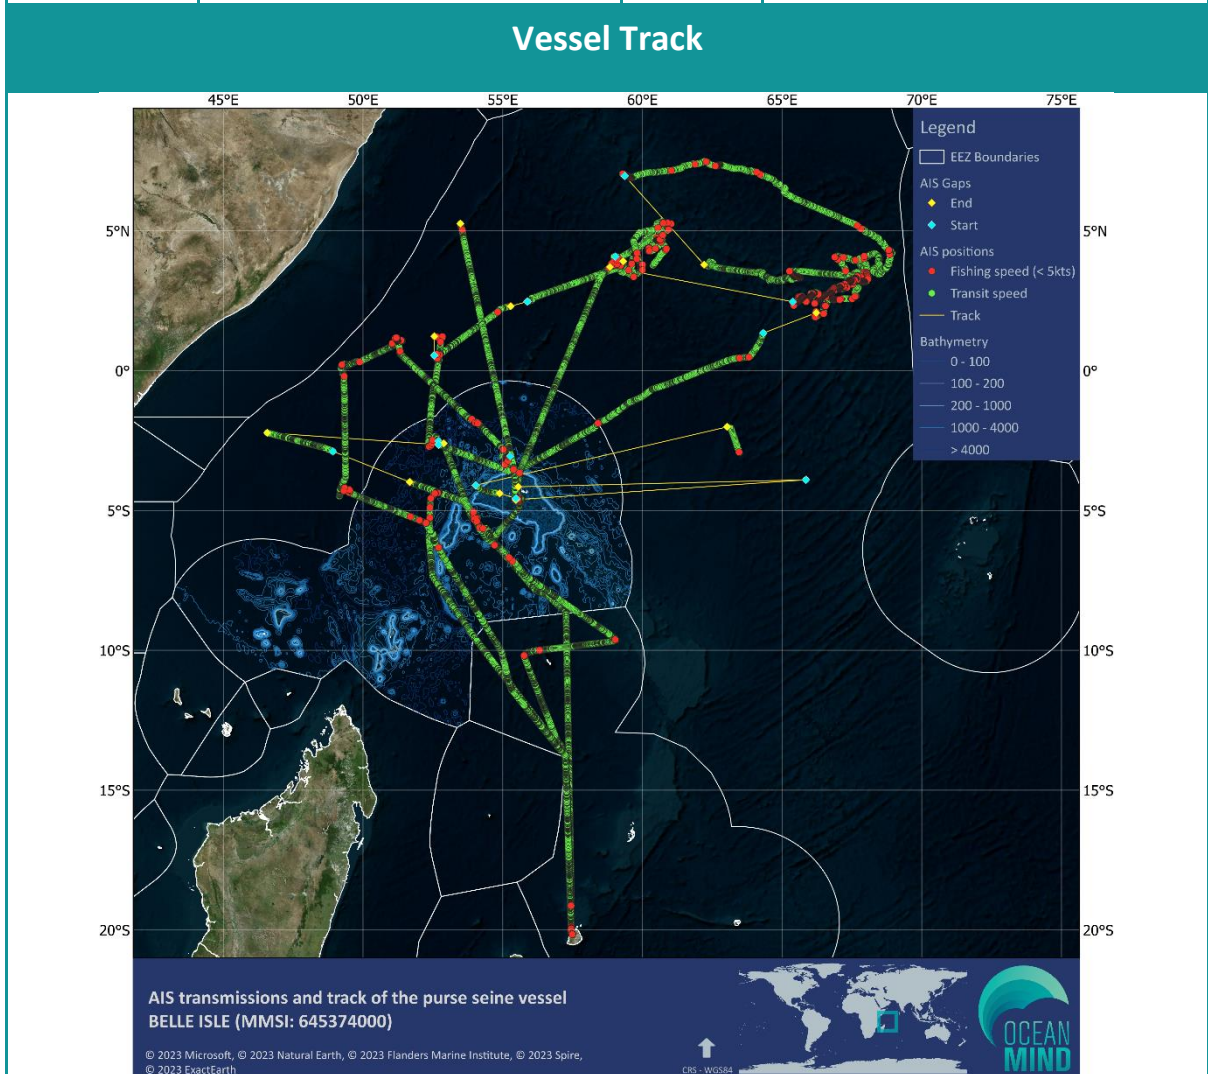 Vessel Track
45°E 50°E 55°E 60°E 65°E 70°E 75°E
Legend
EEZ Boundaries
AIS Gaps
End
Start
AIS positions
Fishing speed (< 5kts)
Transit speed
Track
Bathymetry
0 - 100
100 - 200
200 - 1000
1000 - 4000
> 4000
5°N 5°N
0° 0°
5°S 5°S
10°S 10°S
15°S 15°S
20°S 20°S
AIS transmissions and track of the purse seine vessel
BELLE ISLE (MMSI: 645374000)
© 2023 Microsoft, © 2023 Natural Earth, © 2023 Flanders Marine Institute, © 2023 Spire,
© 2023 ExactEarth
CRS - WGS84
OCEAN
MIND